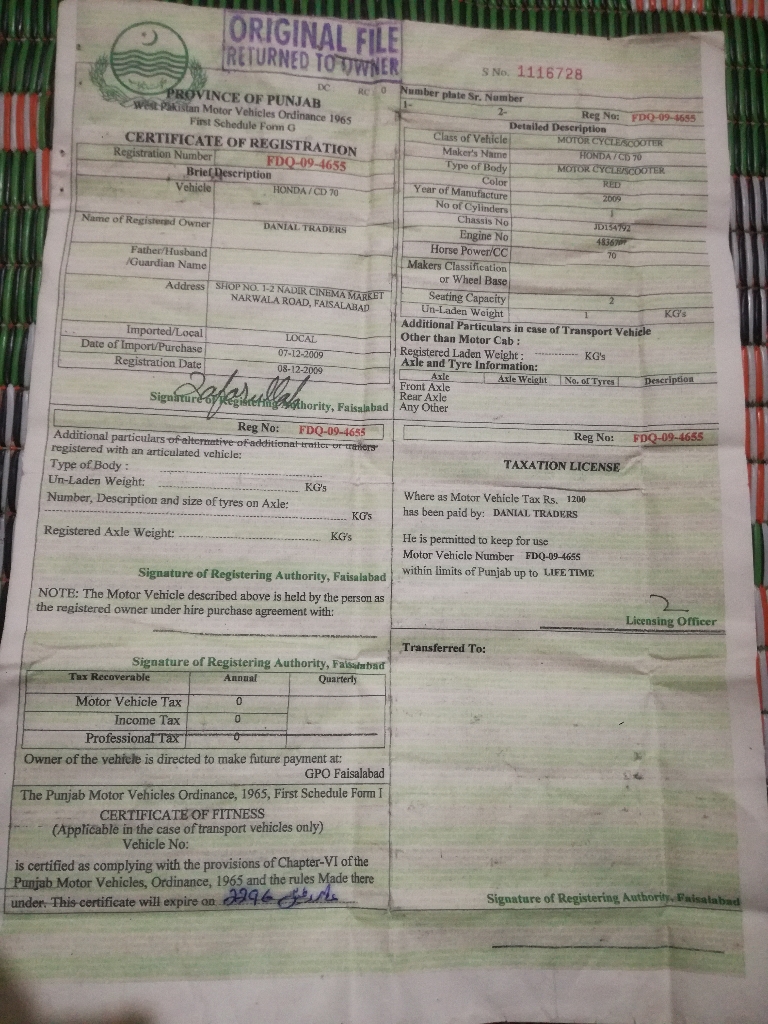 ORIGINAL FILE
RETURNED TO OWNER
DC
RC 0
PROVINCE OF PUNJAB
West Pakistan Motor Vehicles Ordinance 1965
First Schedule Form G
CERTIFICATE OF REGISTRATION
Registration Number FDQ-09-4655
Brief Description
Vehicle HONDA / CD 70
Name of Registered Owner DANIAL TRADERS
Father/Husband
/Guardian Name
Address SHOP NO. 1-2 NADIR CINEMA MARKET
NARWALA ROAD, FAISALABAD
Imported/Local LOCAL
Date of Import/Purchase 07-12-2009
Registration Date 08-12-2009
Zafarullah
Signature of Registering Authority, Faisalabad
Reg No: FDQ-09-4655
Additional particulars of alternative of additional trailer or trailers
registered with an articulated vehicle:
Type of Body :
Un-Laden Weight: KG's
Number, Description and size of tyres on Axle:
KG's
Registered Axle Weight: KG's
Signature of Registering Authority, Faisalabad
NOTE: The Motor Vehicle described above is held by the person as
the registered owner under hire purchase agreement with:
Signature of Registering Authority, Faisalabad
Tax Recoverable Annual Quarterly
Motor Vehicle Tax 0
Income Tax 0
Professional Tax 0
Owner of the vehicle is directed to make future payment at:
GPO Faisalabad
The Punjab Motor Vehicles Ordinance, 1965, First Schedule Form I
CERTIFICATE OF FITNESS
(Applicable in the case of transport vehicles only)
Vehicle No:
is certified as complying with the provisions of Chapter-VI of the
Punjab Motor Vehicles, Ordinance, 1965 and the rules Made there
under. This certificate will expire on 2296
S No. 1116728
Number plate Sr. Number
1- 2- Reg No: FDQ-09-4655
Detailed Description
Class of Vehicle MOTOR CYCLE/SCOOTER
Maker's Name HONDA / CD 70
Type of Body MOTOR CYCLE/SCOOTER
Color RED
Year of Manufacture 2009
No of Cylinders 1
Chassis No JD154792
Engine No
Horse Power/CC 70
Makers Classification
or Wheel Base
Seating Capacity 2
Un-Laden Weight 1 KG's
Additional Particulars in case of Transport Vehicle
Other than Motor Cab :
Registered Laden Weight : KG's
Axle and Tyre Information:
Axle Axle Weight No. of Tyres Description
Front Axle
Rear Axle
Any Other
Reg No: FDQ-09-4655
TAXATION LICENSE
Where as Motor Vehicle Tax Rs. 1200
has been paid by: DANIAL TRADERS
He is permitted to keep for use
Motor Vehicle Number FDQ-09-4655
within limits of Punjab up to LIFE TIME
Licensing Officer
Transferred To:
Signature of Registering Authority, Faisalabad